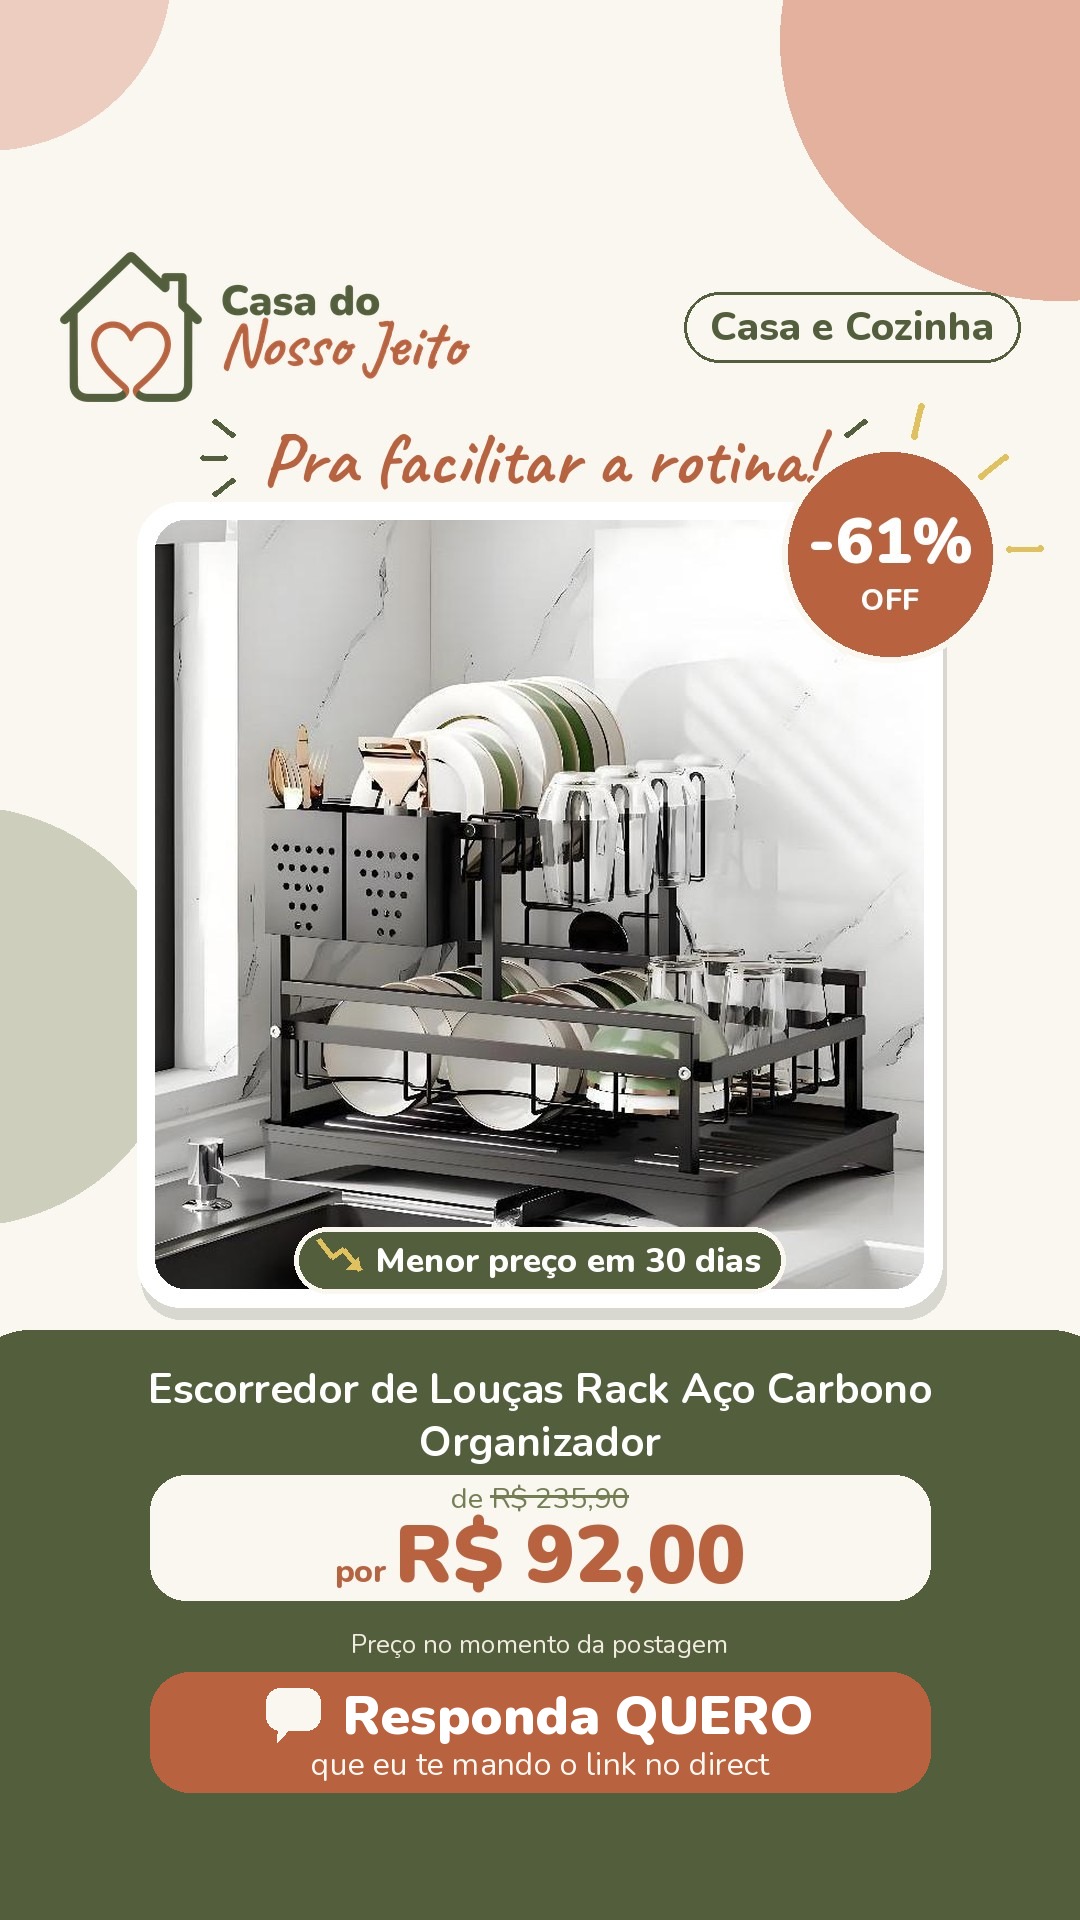 Casa do
Nosso Jeito
Casa e Cozinha
Pra facilitar a rotina!
-61%
OFF
Menor preço em 30 dias
Escorredor de Louças Rack Aço Carbono
Organizador
de R$ 235,90
por R$ 92,00
Preço no momento da postagem
Responda QUERO
que eu te mando o link no direct